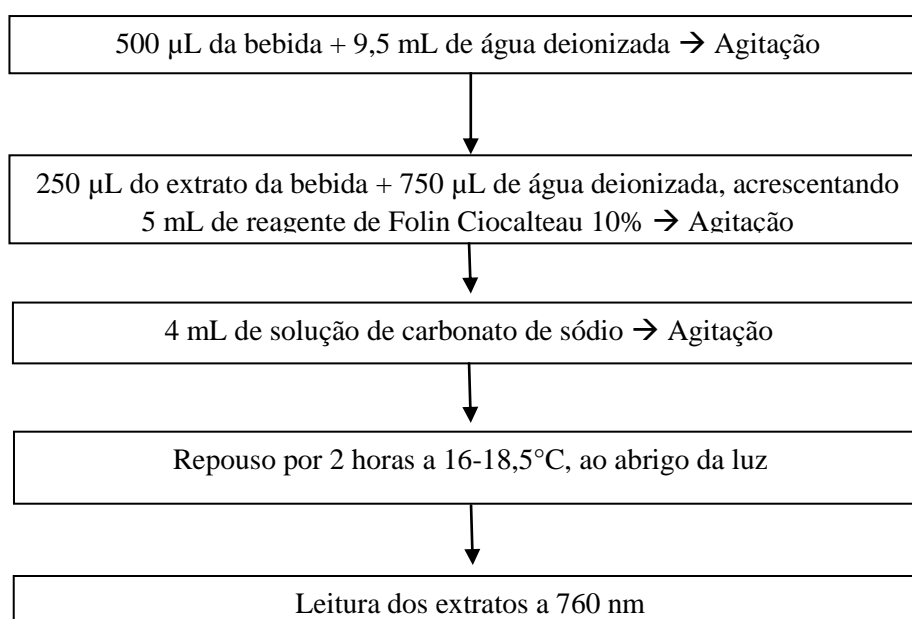 500 μL da bebida + 9,5 mL de água deionizada → Agitação
250 μL do extrato da bebida + 750 μL de água deionizada, acrescentando
5 mL de reagente de Folin Ciocalteau 10% → Agitação
4 mL de solução de carbonato de sódio → Agitação
Repouso por 2 horas a 16-18,5°C, ao abrigo da luz
Leitura dos extratos a 760 nm